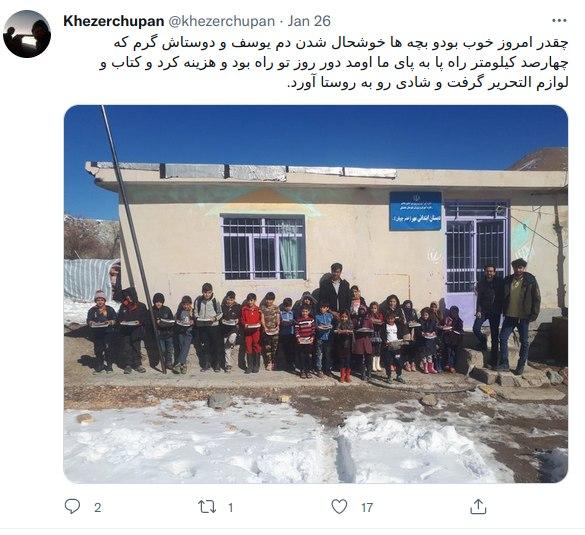 Khezerchupan @khezerchupan · Jan 26
چقدر امروز خوب بودو بچه ها خوشحال شدن دم یوسف و دوستاش گرم که
چهارصد کیلومتر راه پا به پای ما اومد دور روز تو راه بود و هزینه کرد و کتاب و
لوازم التحریر گرفت و شادی رو به روستا آورد.
دبستان ابتدائی مهر
2 1 17